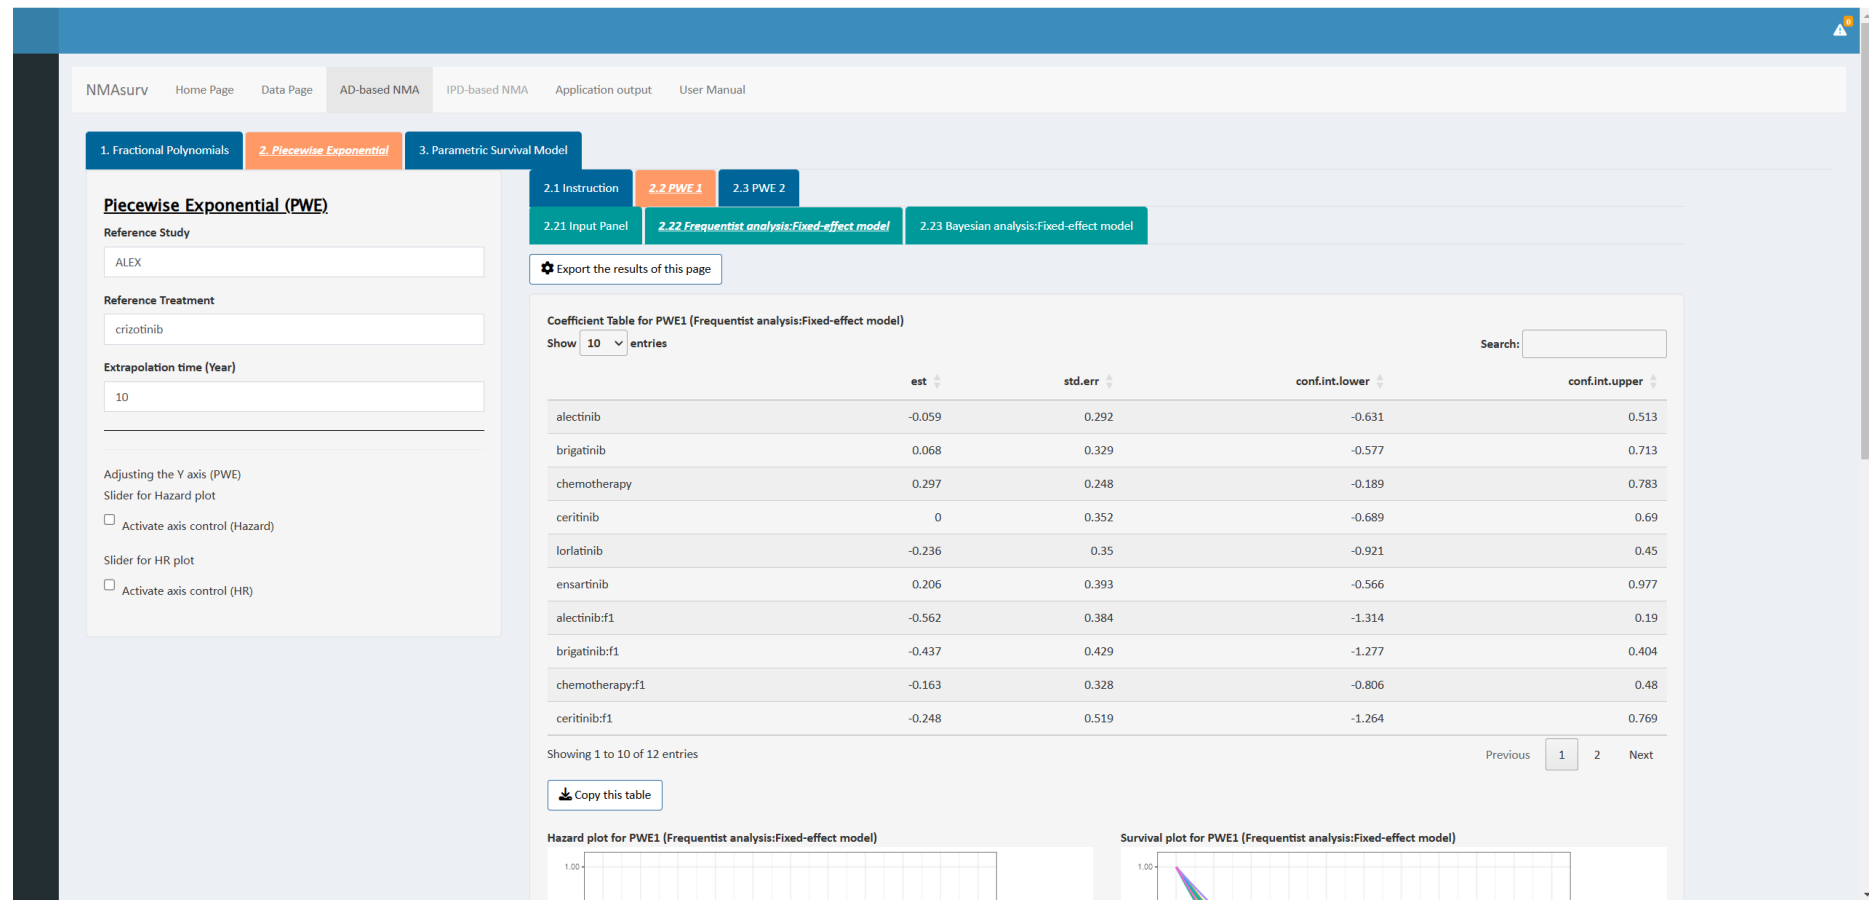 0
NMAsurv Home Page Data Page AD-based NMA IPD-based NMA Application output User Manual
1. Fractional Polynomials 2. Piecewise Exponential 3. Parametric Survival Model
Piecewise Exponential (PWE)
Reference Study
ALEX
Reference Treatment
crizotinib
Extrapolation time (Year)
10
Adjusting the Y axis (PWE)
Slider for Hazard plot
Activate axis control (Hazard)
Slider for HR plot
Activate axis control (HR)
2.1 Instruction 2.2 PWE 1 2.3 PWE 2
2.21 Input Panel 2.22 Frequentist analysis:Fixed-effect model 2.23 Bayesian analysis:Fixed-effect model
Export the results of this page
Coefficient Table for PWE1 (Frequentist analysis:Fixed-effect model)
Show 10 entries Search:
est std.err conf.int.lower conf.int.upper
alectinib -0.059 0.292 -0.631 0.513
brigatinib 0.068 0.329 -0.577 0.713
chemotherapy 0.297 0.248 -0.189 0.783
ceritinib 0 0.352 -0.689 0.69
lorlatinib -0.236 0.35 -0.921 0.45
ensartinib 0.206 0.393 -0.566 0.977
alectinib:f1 -0.562 0.384 -1.314 0.19
brigatinib:f1 -0.437 0.429 -1.277 0.404
chemotherapy:f1 -0.163 0.328 -0.806 0.48
ceritinib:f1 -0.248 0.519 -1.264 0.769
Showing 1 to 10 of 12 entries Previous 1 2 Next
Copy this table
Hazard plot for PWE1 (Frequentist analysis:Fixed-effect model) Survival plot for PWE1 (Frequentist analysis:Fixed-effect model)
1.00 1.00